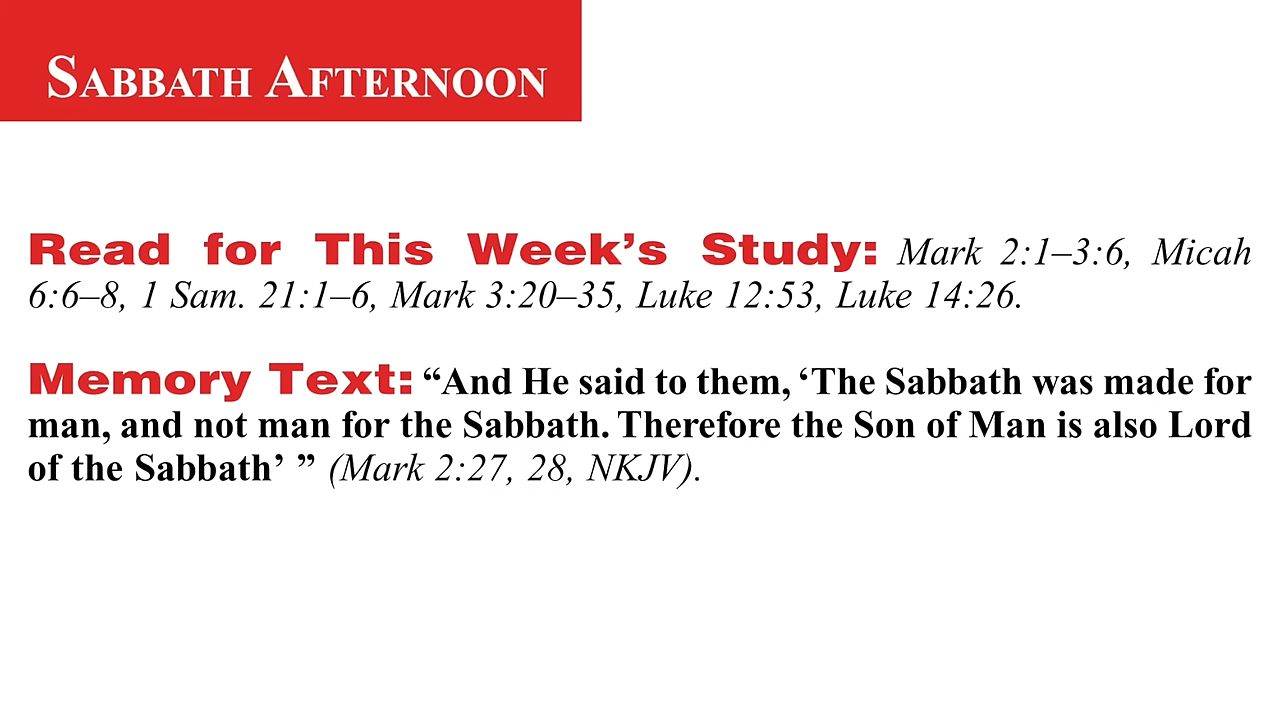 SABBATH AFTERNOON
Read for This Week’s Study: Mark 2:1–3:6, Micah
6:6–8, 1 Sam. 21:1–6, Mark 3:20–35, Luke 12:53, Luke 14:26.
Memory Text: “And He said to them, ‘The Sabbath was made for
man, and not man for the Sabbath. Therefore the Son of Man is also Lord
of the Sabbath’ ” (Mark 2:27, 28, NKJV).